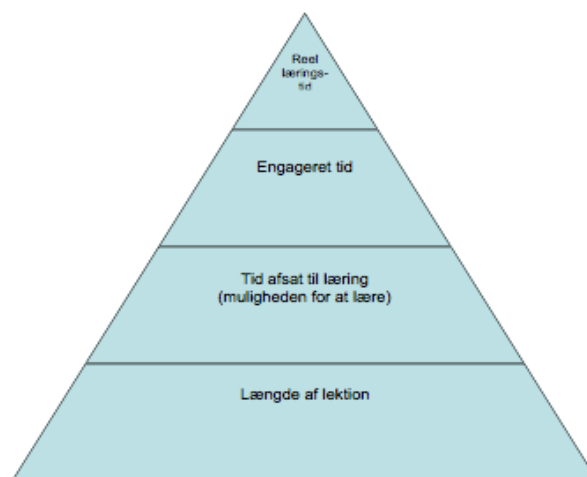 Reel
lærings-
tid
Engageret tid
Tid afsat til læring
(muligheden for at lære)
Længde af lektion